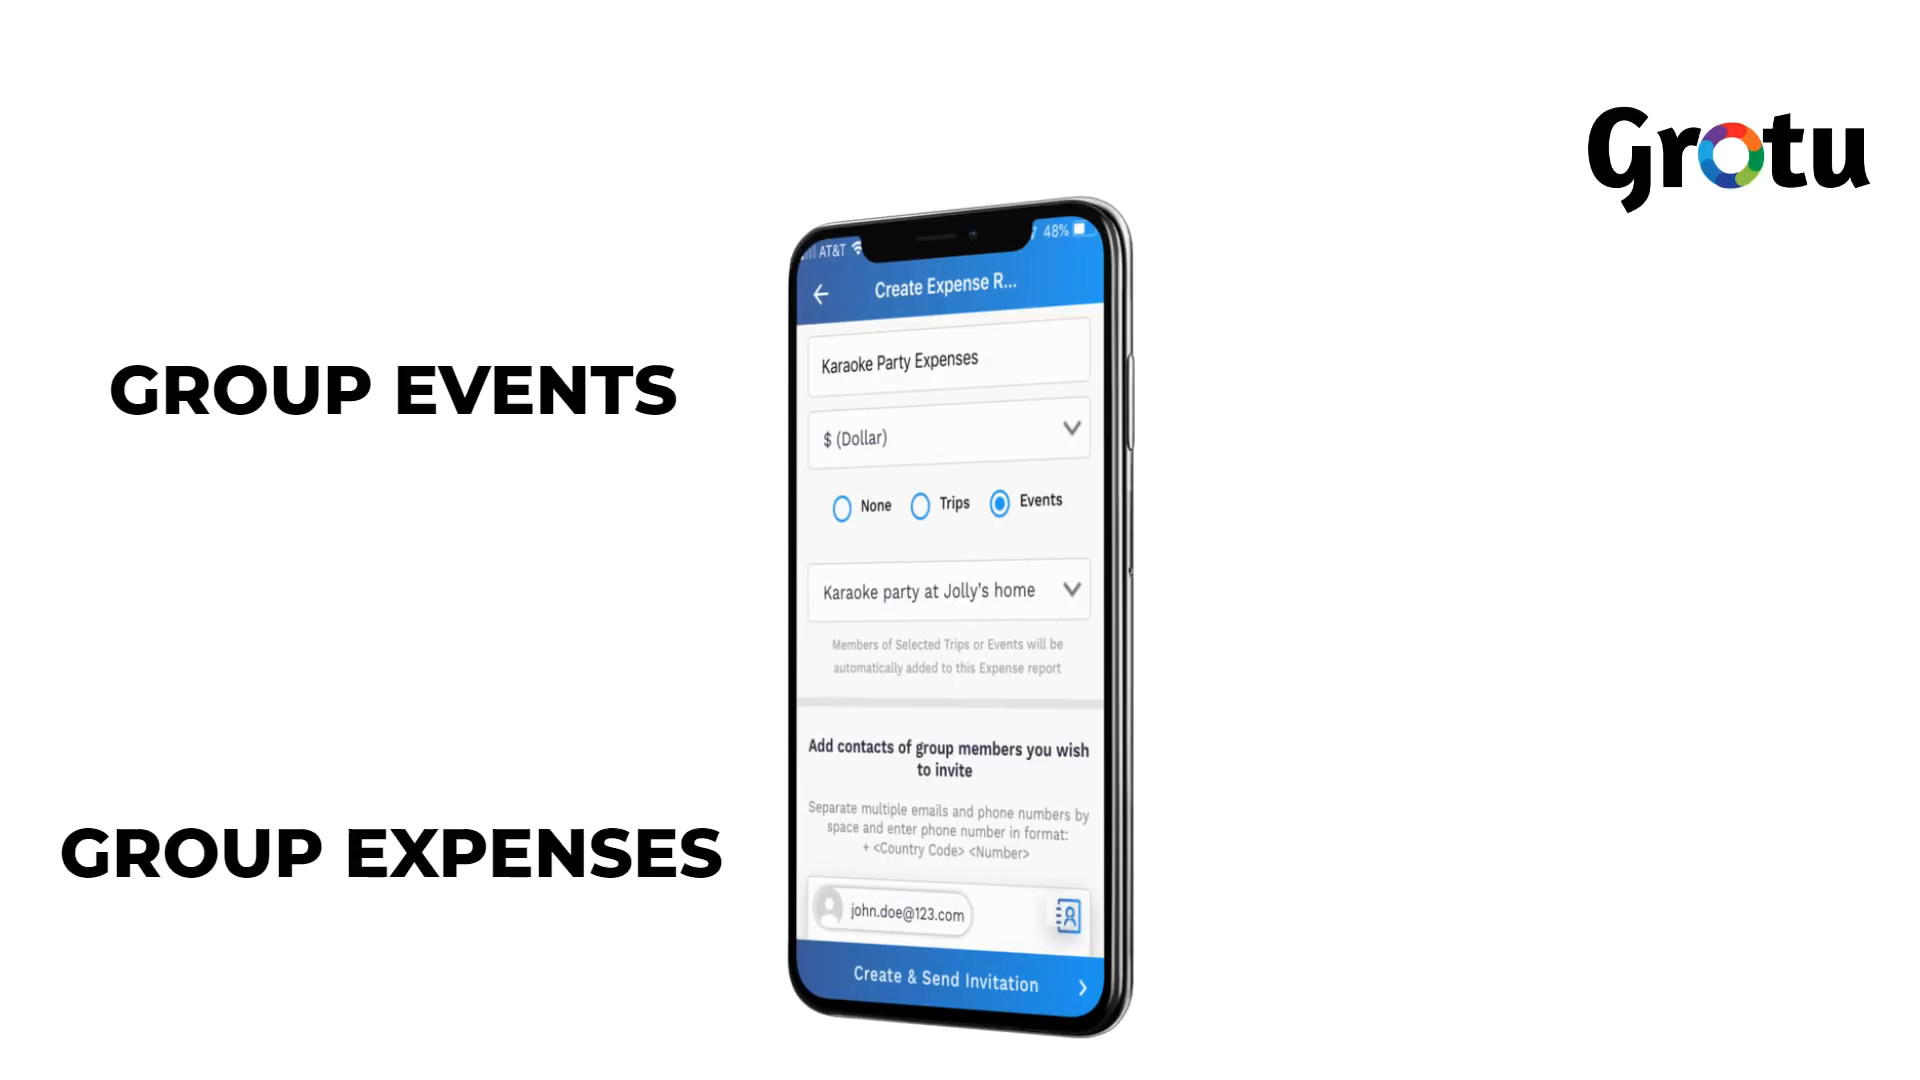 Grotu
GROUP EVENTS
GROUP EXPENSES
AT&T 48%
Create Expense R...
Karaoke Party Expenses
$ (Dollar)
None Trips Events
Karaoke party at Jolly's home
Members of Selected Trips or Events will be
automatically added to this Expense report
Add contacts of group members you wish
to invite
Separate multiple emails and phone numbers by
space and enter phone number in format:
+ <Country Code> <Number>
john.doe@123.com
Create & Send Invitation